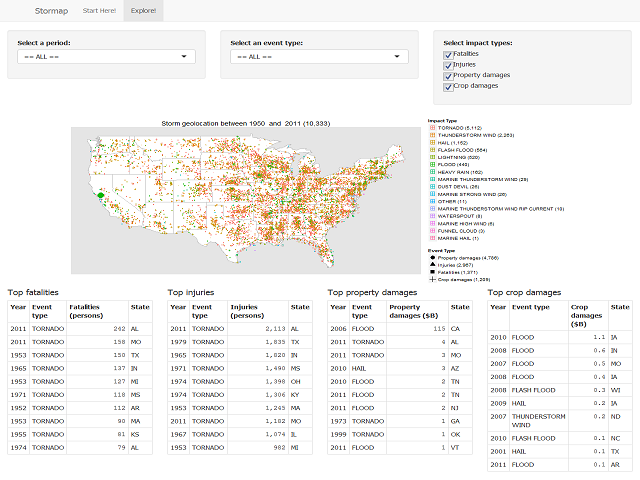 Stormap Start Here! Explore!
Select a period:
== ALL ==
Select an event type:
== ALL ==
Select impact types:
Fatalities
Injuries
Property damages
Crop damages
Storm geolocation between 1950 and 2011 (10,333)
Impact Type
TORNADO (5,112)
THUNDERSTORM WIND (2,263)
HAIL (1,162)
FLASH FLOOD (564)
LIGHTNING (520)
FLOOD (440)
HEAVY RAIN (162)
MARINE THUNDERSTORM WIND (29)
DUST DEVIL (26)
MARINE STRONG WIND (26)
OTHER (11)
MARINE THUNDERSTORM WIND RIP CURRENT (10)
WATERSPOUT (8)
MARINE HIGH WIND (6)
FUNNEL CLOUD (3)
MARINE HAIL (1)
Event Type
Property damages (4,786)
Injuries (2,967)
Fatalities (1,371)
Crop damages (1,209)
Top fatalities
Year Event type Fatalities (persons) State
2011 TORNADO 242 AL
2011 TORNADO 158 MO
1953 TORNADO 150 TX
1965 TORNADO 137 IN
1953 TORNADO 127 MI
1971 TORNADO 118 MS
1952 TORNADO 112 AR
1953 TORNADO 90 MA
1955 TORNADO 81 KS
1974 TORNADO 79 AL
Top injuries
Year Event type Injuries (persons) State
2011 TORNADO 2,113 AL
1979 TORNADO 1,835 TX
1965 TORNADO 1,620 IN
1971 TORNADO 1,490 MS
1974 TORNADO 1,398 OH
1974 TORNADO 1,306 KY
1953 TORNADO 1,245 MA
2011 TORNADO 1,182 MO
1967 TORNADO 1,074 IL
1953 TORNADO 982 MI
Top property damages
Year Event type Property damages ($B) State
2006 FLOOD 115 CA
2011 TORNADO 4 AL
2011 TORNADO 3 MO
2010 HAIL 3 AZ
2010 FLOOD 2 TN
2011 FLOOD 2 TN
2011 FLOOD 2 NJ
1973 TORNADO 1 GA
1999 TORNADO 1 OK
2011 FLOOD 1 VT
Top crop damages
Year Event type Crop damages ($B) State
2010 FLOOD 1.1 IA
2008 FLOOD 0.6 IN
2007 FLOOD 0.5 MO
2008 FLOOD 0.4 IA
2008 FLASH FLOOD 0.3 WI
2009 HAIL 0.2 IA
2007 THUNDERSTORM WIND 0.2 ND
2010 FLASH FLOOD 0.1 NC
2001 HAIL 0.1 TX
2011 FLOOD 0.1 AR